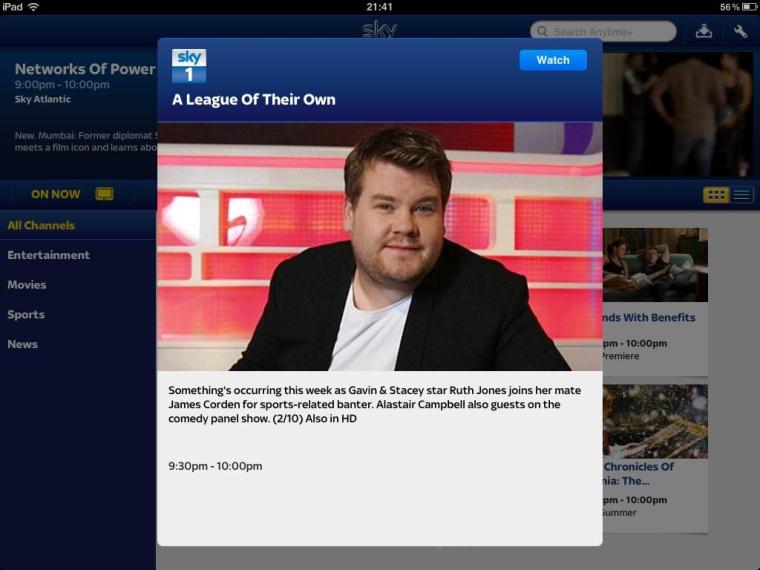 iPad
21:41
56%
sky
Search Anytime+
Networks Of Power
9:00pm - 10:00pm
Sky Atlantic
New. Mumbai: Former diplomat S
meets a film icon and learns abo
sky
1
Watch
A League Of Their Own
ON NOW
All Channels
Entertainment
Movies
Sports
News
Something's occurring this week as Gavin & Stacey star Ruth Jones joins her mate
James Corden for sports-related banter. Alastair Campbell also guests on the
comedy panel show. (2/10) Also in HD
9:30pm - 10:00pm
nds With Benefits
pm - 10:00pm
Premiere
Chronicles Of
nia: The...
pm - 10:00pm
Summer